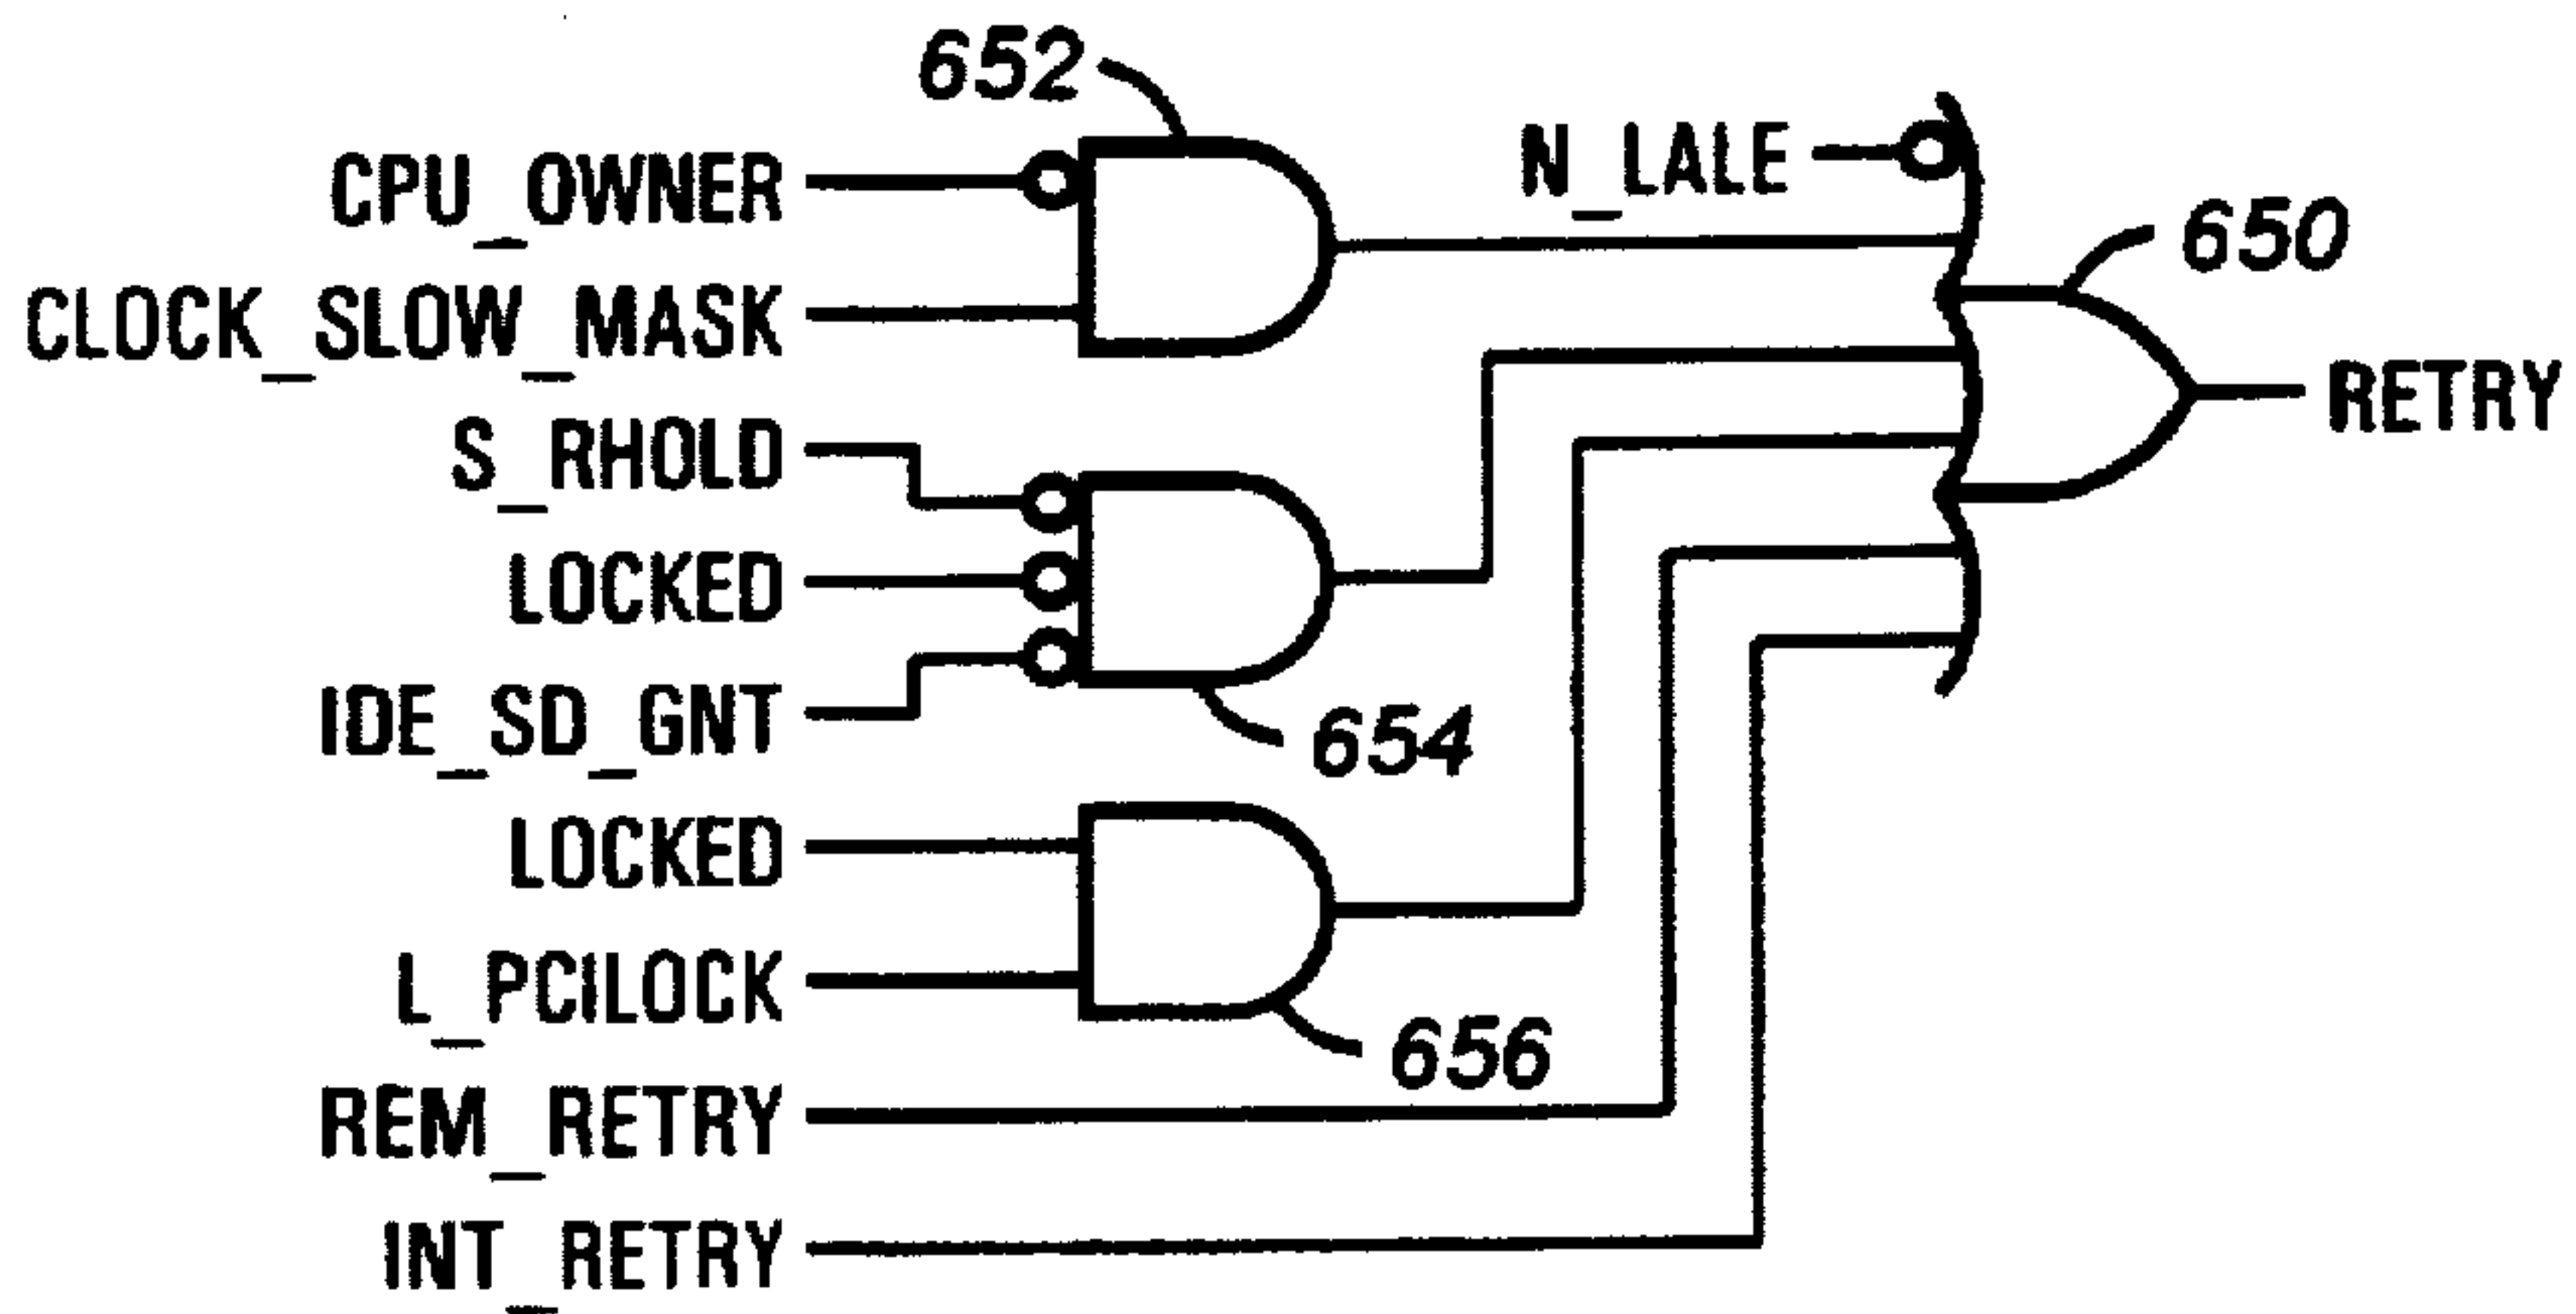 652
N_LALE
CPU_OWNER
650
CLOCK_SLOW_MASK
RETRY
S_RHOLD
LOCKED
IDE_SD_GNT
654
LOCKED
L_PCILOCK
656
REM_RETRY
INT_RETRY